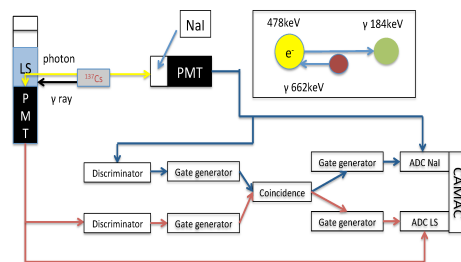 NaI
478keV
γ 184keV
e-
γ 662keV
LS
photon
137Cs
γ ray
PMT
PMT
Discriminator
Gate generator
Coincidence
Gate generator
ADC NaI
CAMAC
Discriminator
Gate generator
Gate generator
ADC LS